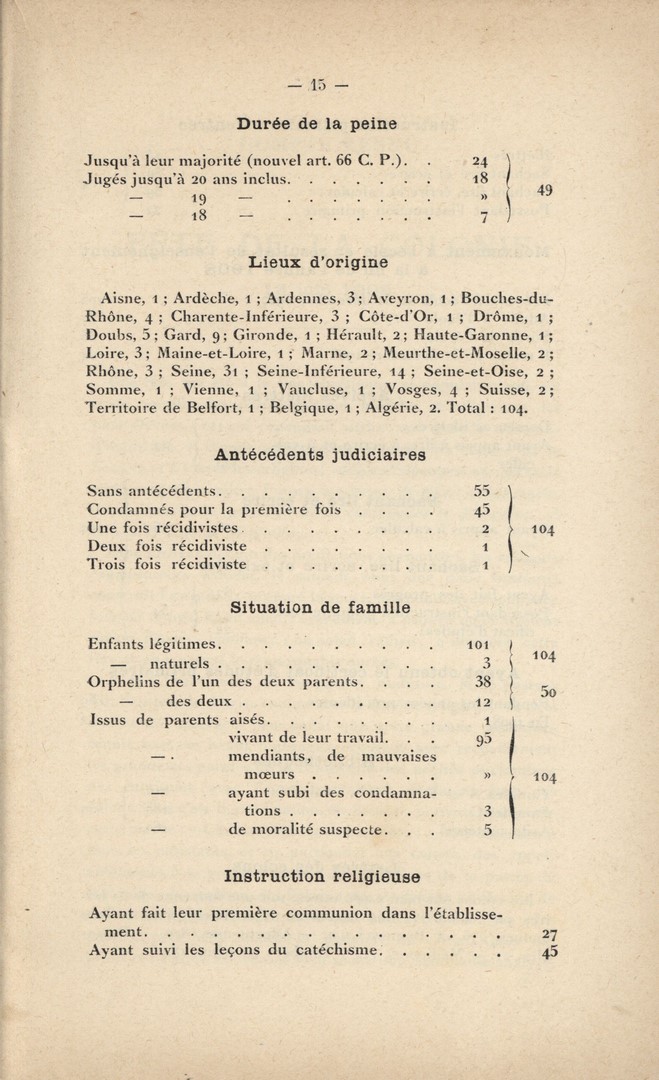 — 15 —
Durée de la peine
Jusqu'à leur majorité (nouvel art. 66 C. P.). . 24
Jugés jusqu'à 20 ans inclus. . . . . . . 18
— 19 — . . . . . . . » 49
— 18 — . . . . . . . 7
Lieux d'origine
Aisne, 1 ; Ardèche, 1 ; Ardennes, 3 ; Aveyron, 1 ; Bouches-du-
Rhône, 4 ; Charente-Inférieure, 3 ; Côte-d'Or, 1 ; Drôme, 1 ;
Doubs, 5 ; Gard, 9 ; Gironde, 1 ; Hérault, 2 ; Haute-Garonne, 1 ;
Loire, 3 ; Maine-et-Loire, 1 ; Marne, 2 ; Meurthe-et-Moselle, 2 ;
Rhône, 3 ; Seine, 31 ; Seine-Inférieure, 14 ; Seine-et-Oise, 2 ;
Somme, 1 ; Vienne, 1 ; Vaucluse, 1 ; Vosges, 4 ; Suisse, 2 ;
Territoire de Belfort, 1 ; Belgique, 1 ; Algérie, 2. Total : 104.
Antécédents judiciaires
Sans antécédents. . . . . . . . . . 55
Condamnés pour la première fois . . . . 45
Une fois récidivistes . . . . . . . . . 2 104
Deux fois récidiviste . . . . . . . . 1
Trois fois récidiviste . . . . . . . . 1
Situation de famille
Enfants légitimes. . . . . . . . . . 101
— naturels . . . . . . . . . . 3 104
Orphelins de l'un des deux parents. . . . 38
— des deux . . . . . . . . . 12 50
Issus de parents aisés. . . . . . . . 1
vivant de leur travail. . . 95
— mendiants, de mauvaises
mœurs . . . . . . » 104
— ayant subi des condamna-
tions . . . . . . . 3
— de moralité suspecte. . . 5
Instruction religieuse
Ayant fait leur première communion dans l'établisse-
ment. . . . . . . . . . . . . . . . 27
Ayant suivi les leçons du catéchisme. . . . . . 45